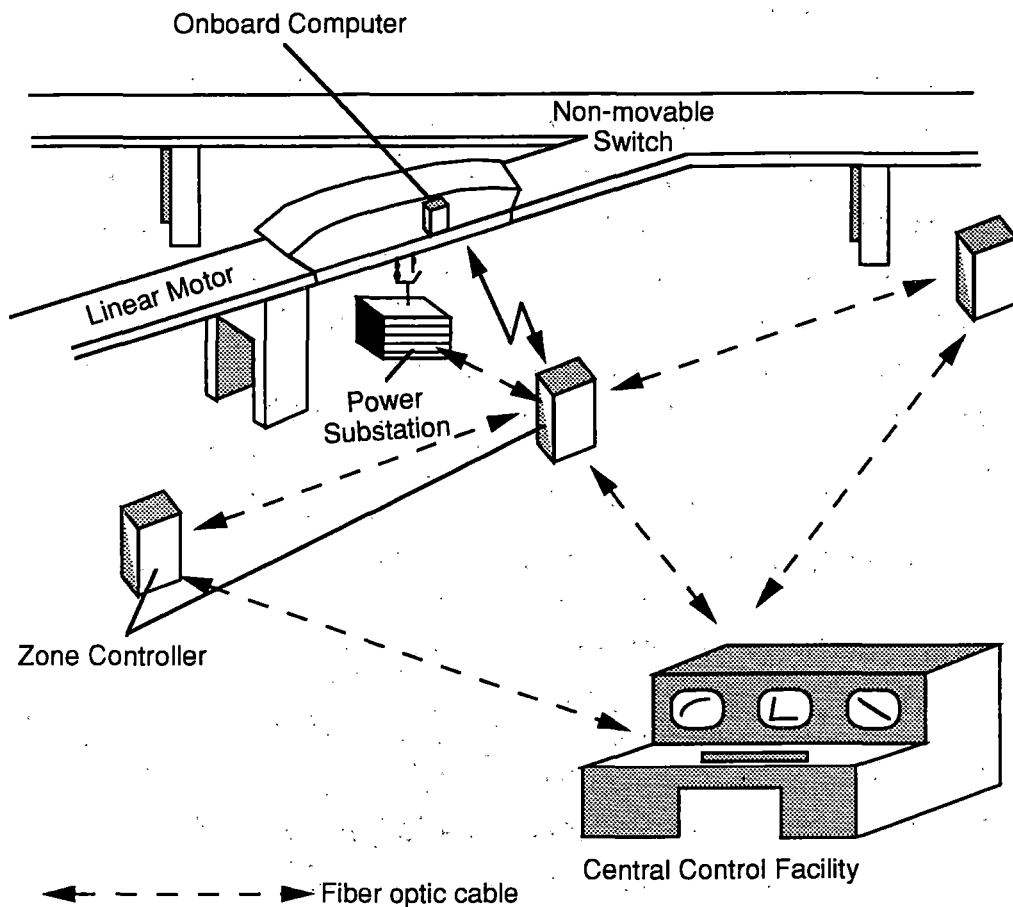 Onboard Computer
Non-movable
Switch
Linear Motor
Power
Substation
Zone Controller
Central Control Facility
Fiber optic cable